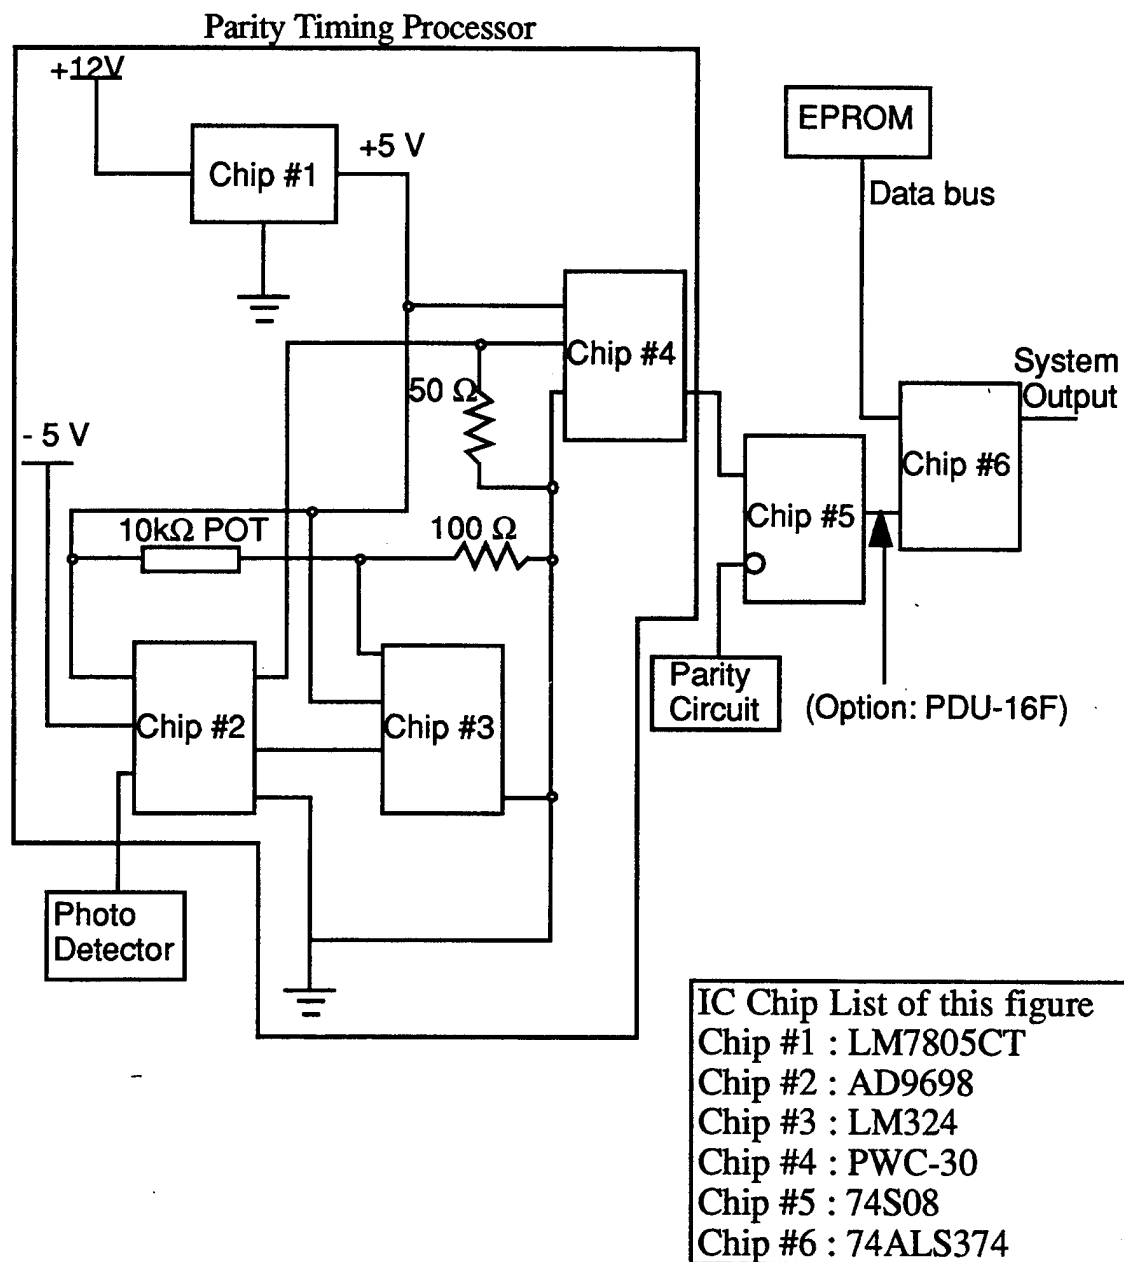 Parity Timing Processor
+12V
Chip #1
+5 V
EPROM
Data bus
Chip #4
50 Ω
System
Output
- 5 V
Chip #6
10kΩ POT
100 Ω
Chip #5
Chip #2
Chip #3
Parity
Circuit
(Option: PDU-16F)
Photo
Detector
IC Chip List of this figure
Chip #1 : LM7805CT
Chip #2 : AD9698
Chip #3 : LM324
Chip #4 : PWC-30
Chip #5 : 74S08
Chip #6 : 74ALS374